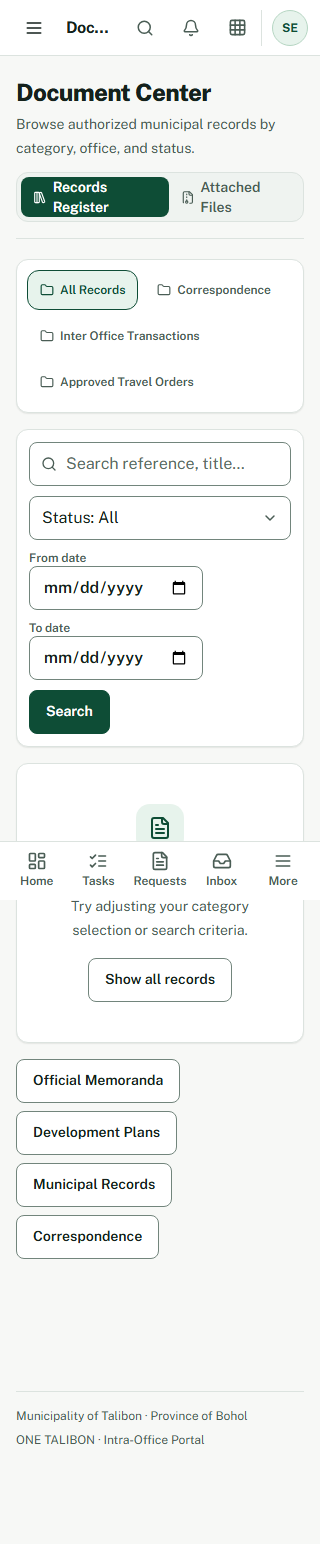 Doc...
SE
Document Center
Browse authorized municipal records by
category, office, and status.
Records
Register
Attached
Files
All Records
Correspondence
Inter Office Transactions
Approved Travel Orders
Search reference, title...
Status: All
From date
mm/dd/yyyy
To date
mm/dd/yyyy
Search
Home
Tasks
Requests
Inbox
More
Try adjusting your category
selection or search criteria.
Show all records
Official Memoranda
Development Plans
Municipal Records
Correspondence
Municipality of Talibon · Province of Bohol
ONE TALIBON · Intra-Office Portal